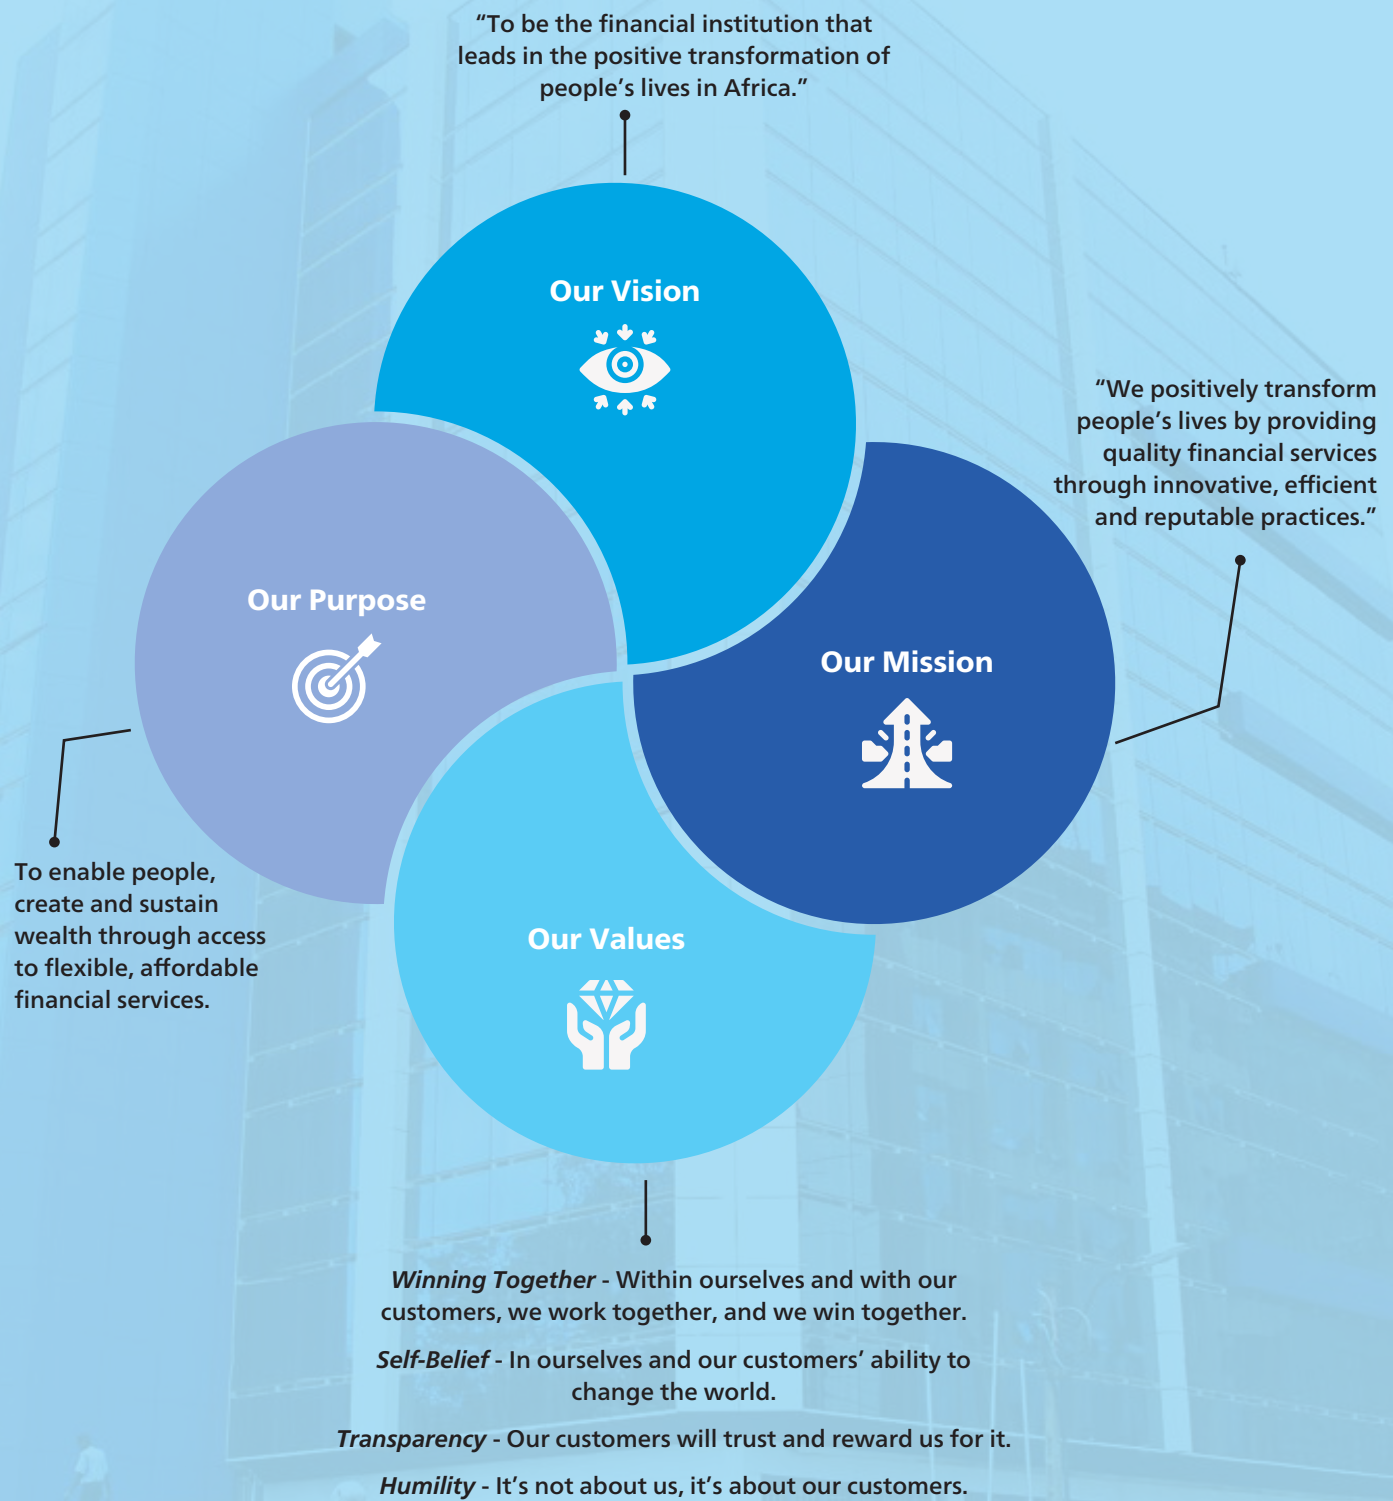 “To be the financial institution that
leads in the positive transformation of
people’s lives in Africa.”
Our Vision
“We positively transform
people’s lives by providing
quality financial services
through innovative, efficient
and reputable practices.”
Our Purpose
Our Mission
To enable people,
create and sustain
wealth through access
to flexible, affordable
financial services.
Our Values
Winning Together - Within ourselves and with our
customers, we work together, and we win together.
Self-Belief - In ourselves and our customers’ ability to
change the world.
Transparency - Our customers will trust and reward us for it.
Humility - It’s not about us, it’s about our customers.